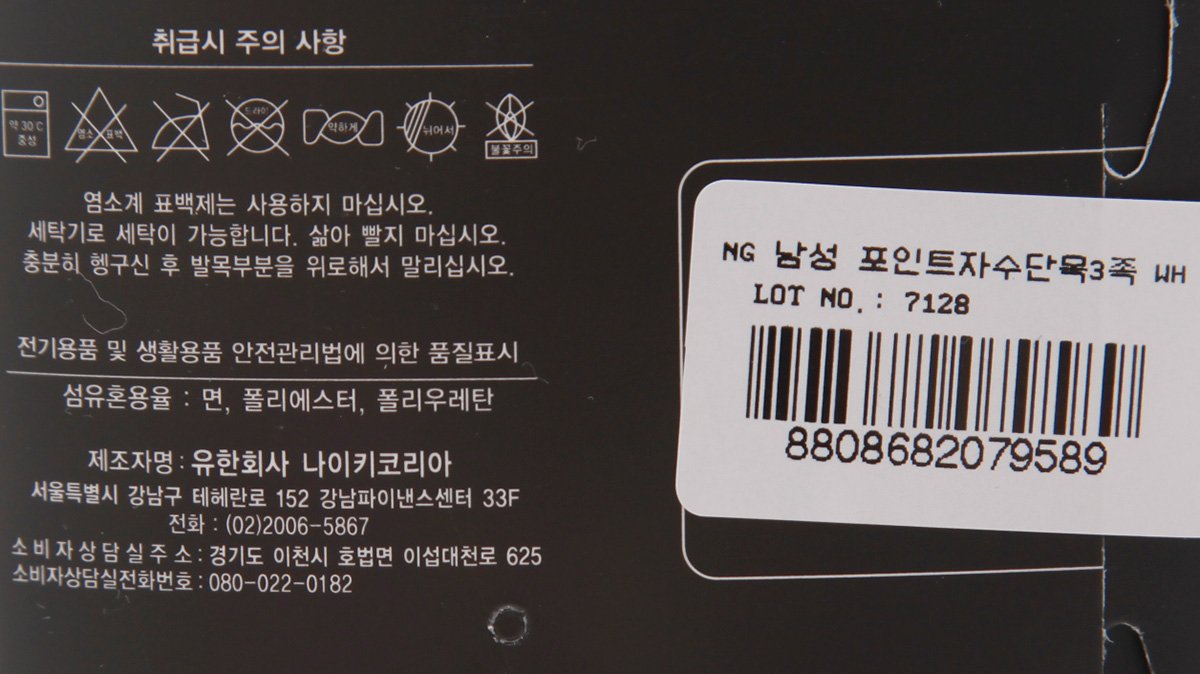 취급시 주의 사항
약 30℃ 중성
염소 표백
드라이
약하게
뉘어서
불꽃주의
염소계 표백제는 사용하지 마십시오.
세탁기로 세탁이 가능합니다. 삶아 빨지 마십시오.
충분히 헹구신 후 발목부분을 위로해서 말리십시오.
전기용품 및 생활용품 안전관리법에 의한 품질표시
섬유혼용율 : 면, 폴리에스터, 폴리우레탄
제조자명 : 유한회사 나이키코리아
서울특별시 강남구 테헤란로 152 강남파이낸스센터 33F
전화 : (02)2006-5867
소비자상담실주소 : 경기도 이천시 호법면 이섭대천로 625
소비자상담실전화번호 : 080-022-0182
NG 남성 포인트자수단목3족 WH
LOT NO. : 7128
8808682079589